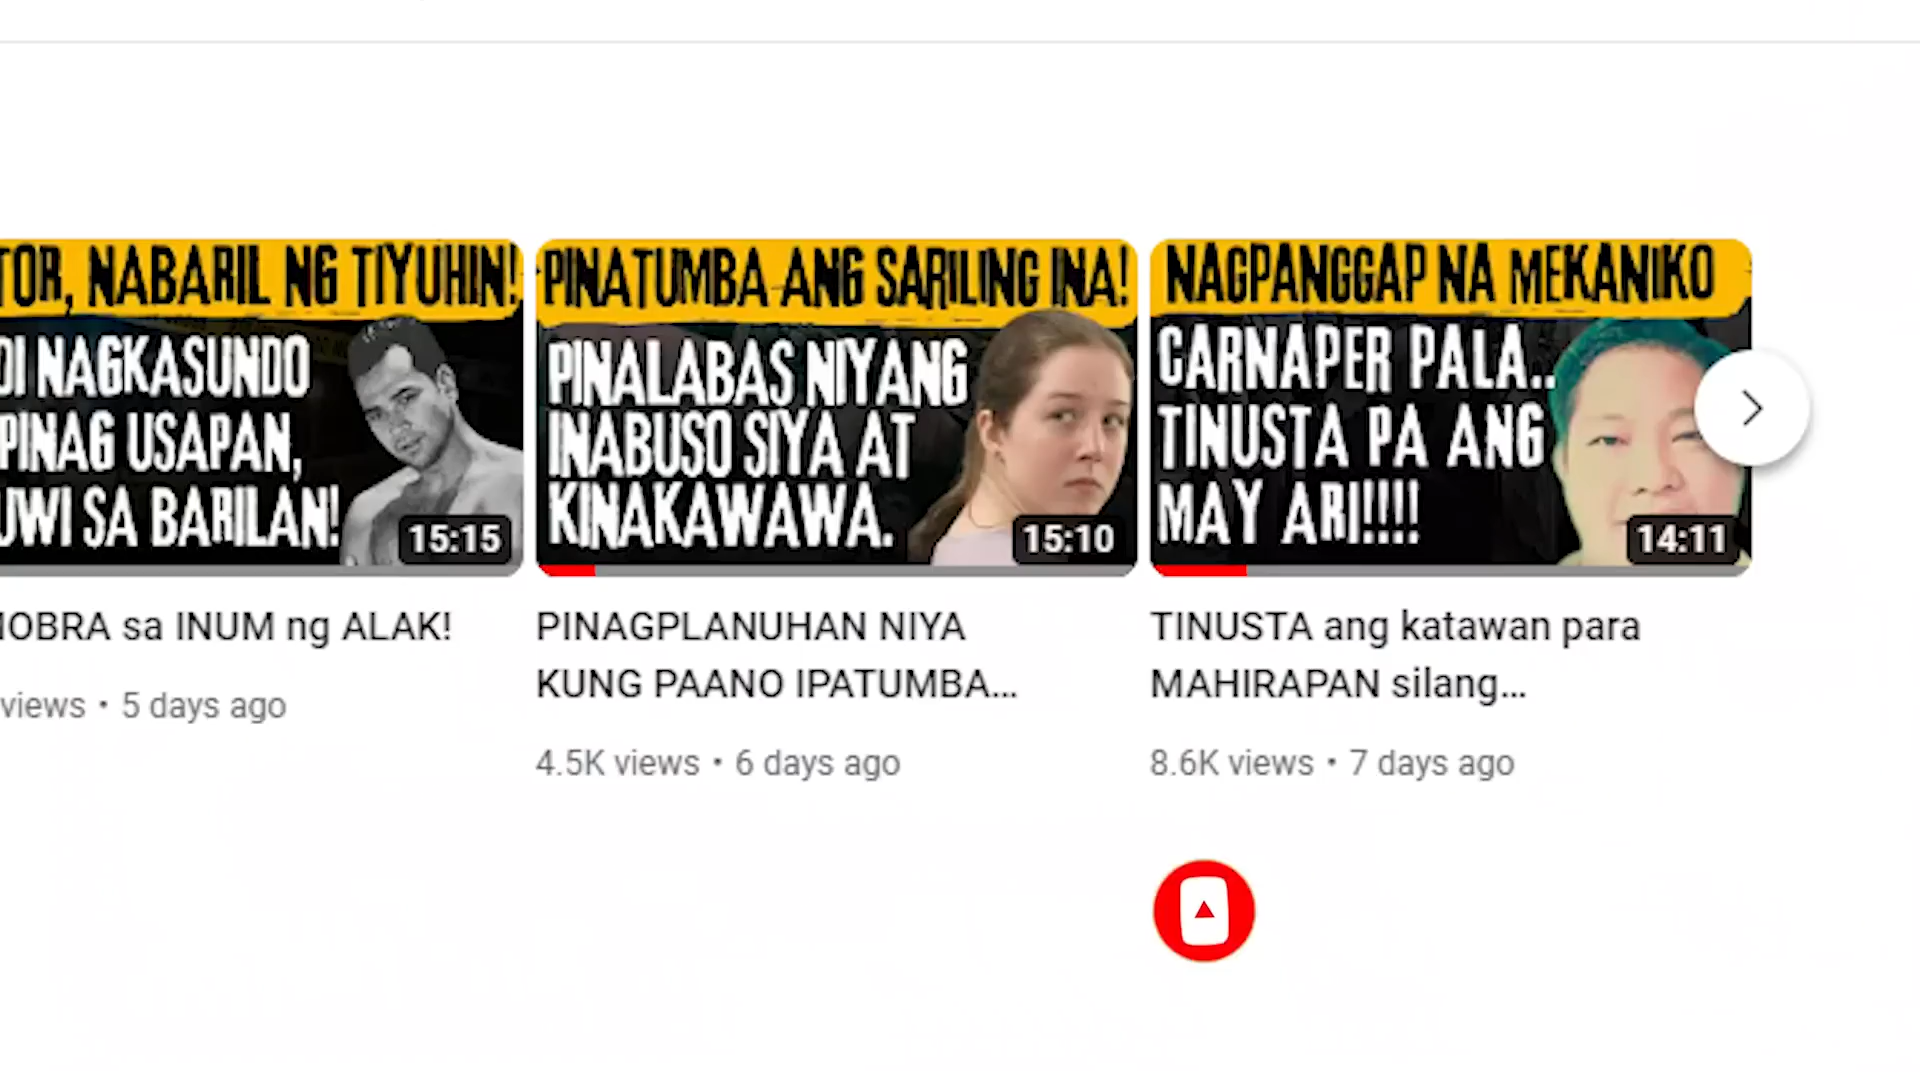 TOR, NABARIL NG TIYUHIN!
DI NAGKASUNDO
PINAG USAPAN,
UWI SA BARILAN!
15:15
OBRA sa INUM ng ALAK!
views • 5 days ago
PINATUMBA ANG SARILING INA!
PINALABAS NIYANG
INABUSO SIYA AT
KINAKAWAWA.
15:10
PINAGPLANUHAN NIYA
KUNG PAANO IPATUMBA...
4.5K views • 6 days ago
NAGPANGGAP NA MEKANIKO
CARNAPER PALA..
TINUSTA PA ANG
MAY ARI!!!!
14:11
TINUSTA ang katawan para
MAHIRAPAN silang...
8.6K views • 7 days ago